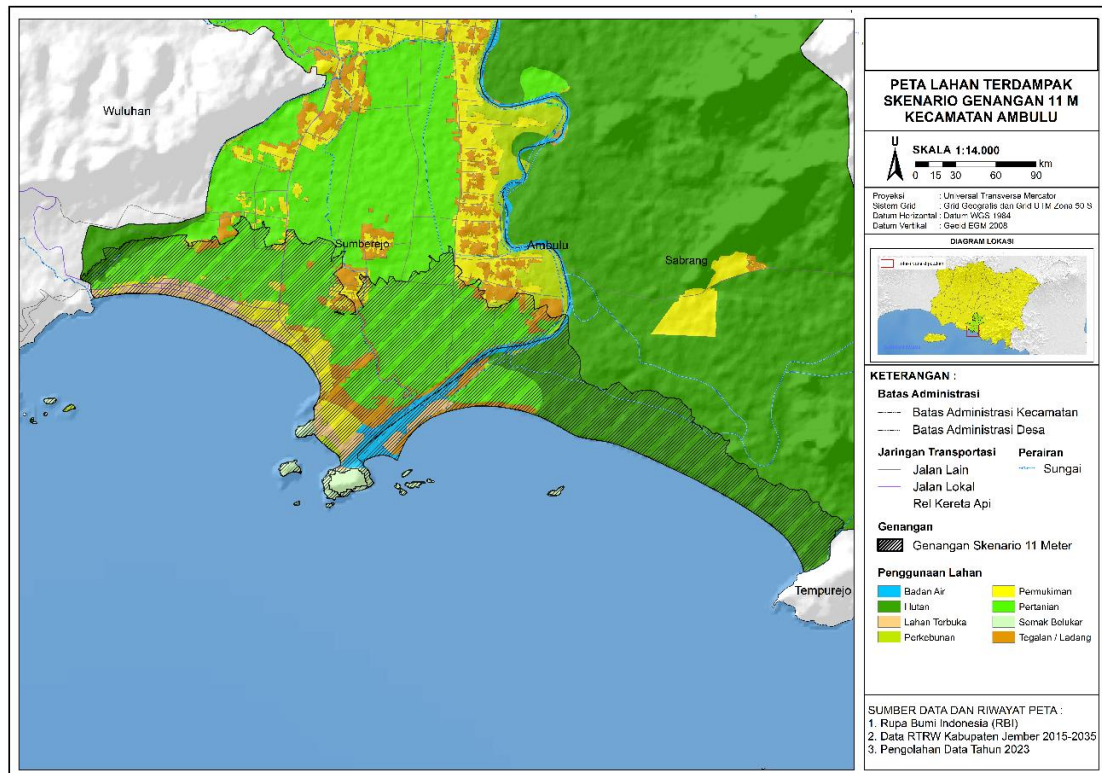 Wuluhan
Sumberejo
Ambulu
Sabrang
Tempurejo
PETA LAHAN TERDAMPAK
SKENARIO GENANGAN 11 M
KECAMATAN AMBULU
U
SKALA 1:14.000
km
0 15 30 60 90
Proyeksi : Universal Transverse Mercator
Sistem Grid : Grid Geografis dan Grid UTM Zona 50 S
Datum Horizontal : Datum WGS 1984
Datum Vertikal : Geoid EGM 2008
DIAGRAM LOKASI
KETERANGAN :
Batas Administrasi
Batas Administrasi Kecamatan
Batas Administrasi Desa
Jaringan Transportasi Perairan
Jalan Lain Sungai
Jalan Lokal
Rel Kereta Api
Genangan
Genangan Skenario 11 Meter
Penggunaan Lahan
Badan Air Permukiman
Hutan Pertanian
Lahan Terbuka Semak Belukar
Perkebunan Tegalan / Ladang
SUMBER DATA DAN RIWAYAT PETA :
1. Rupa Bumi Indonesia (RBI)
2. Data RTRW Kabupaten Jember 2015-2035
3. Pengolahan Data Tahun 2023